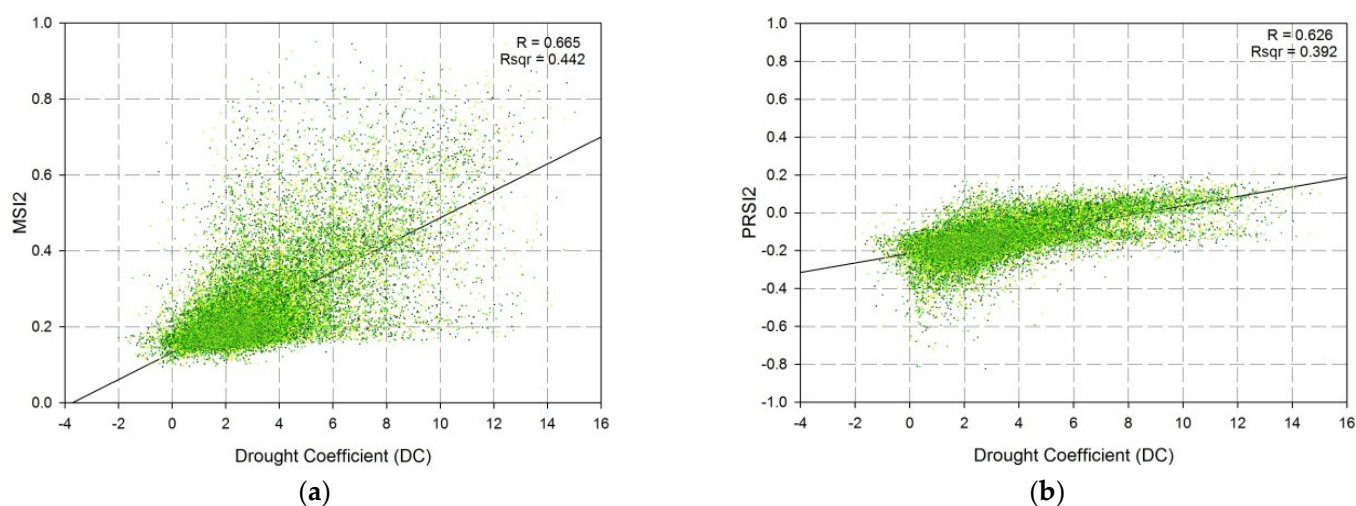 R = 0.665
Rsqr = 0.442
1.0
0.8
0.6
0.4
0.2
0.0
MSI2
-4 -2 0 2 4 6 8 10 12 14 16
Drought Coefficient (DC)
(a)
R = 0.626
Rsqr = 0.392
1.0
0.8
0.6
0.4
0.2
0.0
-0.2
-0.4
-0.6
-0.8
-1.0
PRSI2
-4 -2 0 2 4 6 8 10 12 14 16
Drought Coefficient (DC)
(b)